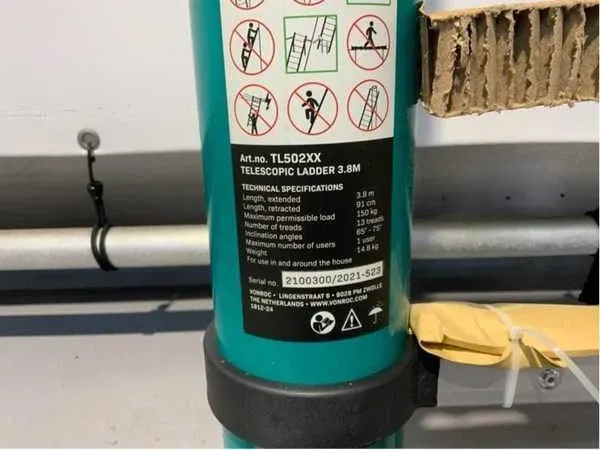 Art.no. TL502XX
TELESCOPIC LADDER 3.8M
TECHNICAL SPECIFICATIONS
Length, extended 3.8 m
Length, retracted 91 cm
Maximum permissible load 150 kg
Number of treads 13 treads
Inclination angles 65° - 75°
Maximum number of users 1 user
Weight 14.8 kg
For use in and around the house
Serial no. 2100300/2021-523
VONROC • LINGENSTRAAT 6 • 8028 PM ZWOLLE
THE NETHERLANDS • WWW.VONROC.COM
1812-24